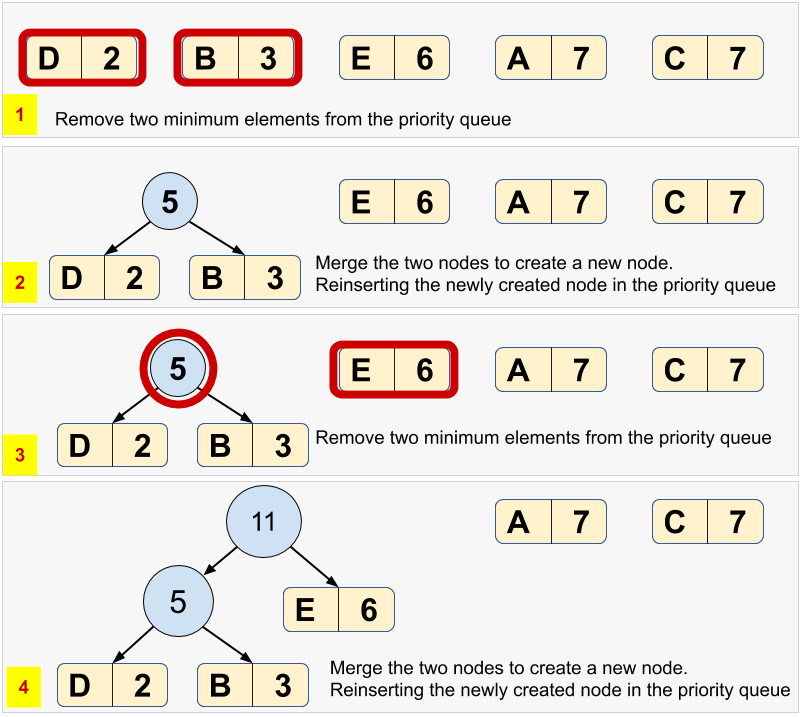 D 2 B 3 E 6 A 7 C 7
1 Remove two minimum elements from the priority queue
5 E 6 A 7 C 7
D 2 B 3
2 Merge the two nodes to create a new node.
Reinserting the newly created node in the priority queue
5 E 6 A 7 C 7
D 2 B 3
3 Remove two minimum elements from the priority queue
11 A 7 C 7
5 E 6
D 2 B 3
4 Merge the two nodes to create a new node.
Reinserting the newly created node in the priority queue